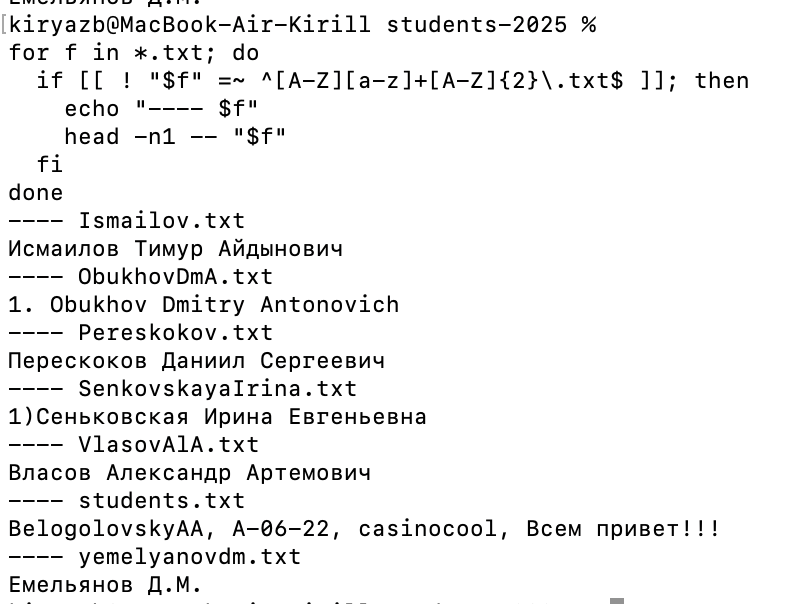 Емельянов Д.М.
[kiryazb@MacBook-Air-Kirill students-2025 %
for f in *.txt; do
  if [[ ! "$f" =~ ^[A-Z][a-z]+[A-Z]{2}\.txt$ ]]; then
    echo "---- $f"
    head -n1 -- "$f"
  fi
done
---- Ismailov.txt
Исмаилов Тимур Айдынович
---- ObukhovDmA.txt
1. Obukhov Dmitry Antonovich
---- Pereskokov.txt
Перескоков Даниил Сергеевич
---- SenkovskayaIrina.txt
1)Сеньковская Ирина Евгеньевна
---- VlasovAlA.txt
Власов Александр Артемович
---- students.txt
BelogolovskyAA, A-06-22, casinocool, Всем привет!!!
---- yemelyanovdm.txt
Емельянов Д.М.